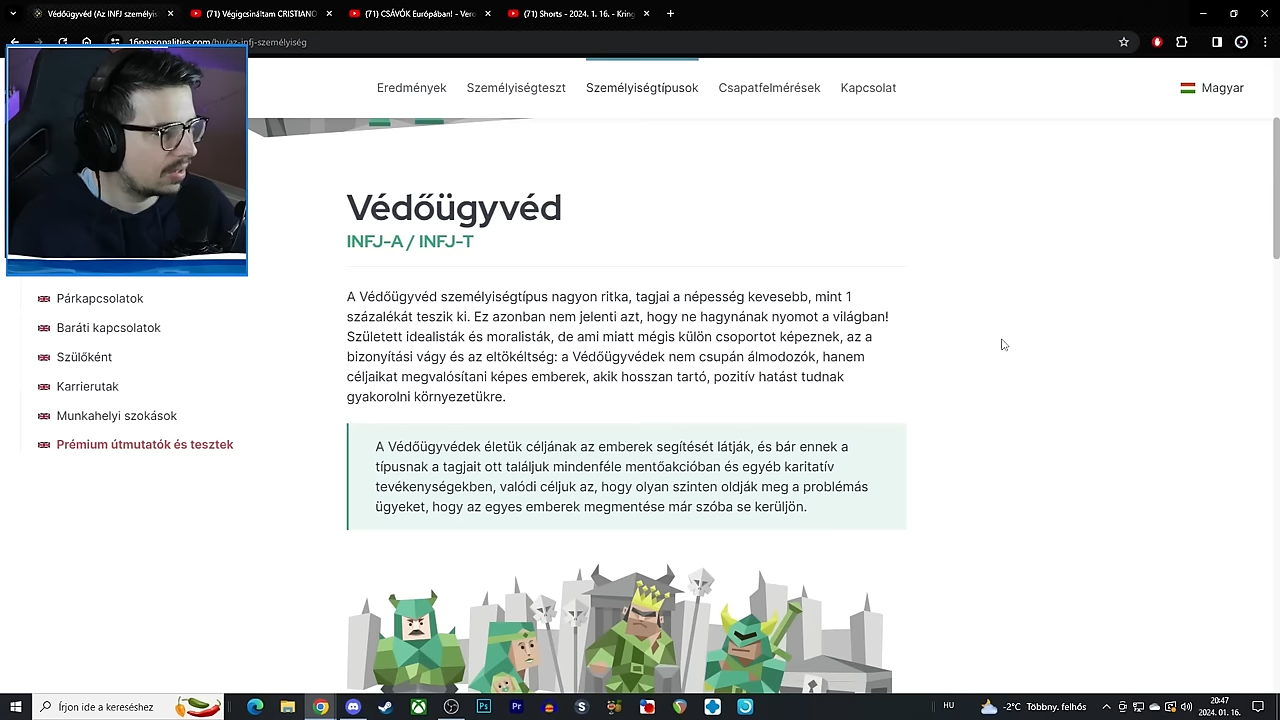 Védőügyvéd (Az INFJ személyis
(71) Végigcsináltam CRISTIANO
(71) CSÁVÓK Európában! - Vero
(71) Shorts - 2024. 1. 16. - Kring
16personalities.com/hu/az-infj-személyiség
Eredmények
Személyiségteszt
Személyiségtípusok
Csapatfelmérések
Kapcsolat
Magyar
Védőügyvéd
INFJ-A / INFJ-T
Párkapcsolatok
Baráti kapcsolatok
Szülőként
Karrierutak
Munkahelyi szokások
Prémium útmutatók és tesztek
A Védőügyvéd személyiségtípus nagyon ritka, tagjai a népesség kevesebb, mint 1
százalékát teszik ki. Ez azonban nem jelenti azt, hogy ne hagynának nyomot a világban!
Született idealisták és moralisták, de ami miatt mégis külön csoportot képeznek, az a
bizonyítási vágy és az eltökéltség: a Védőügyvédek nem csupán álmodozók, hanem
céljaikat megvalósítani képes emberek, akik hosszan tartó, pozitív hatást tudnak
gyakorolni környezetükre.
A Védőügyvédek életük céljának az emberek segítését látják, és bár ennek a
típusnak a tagjait ott találjuk mindenféle mentőakcióban és egyéb karitatív
tevékenységekben, valódi céljuk az, hogy olyan szinten oldják meg a problémás
ügyeket, hogy az egyes emberek megmentése már szóba se kerüljön.
Írjon ide a kereséshez
Ps
Pr
HU
-2°C Többny. felhős
20:47
2024. 01. 16.